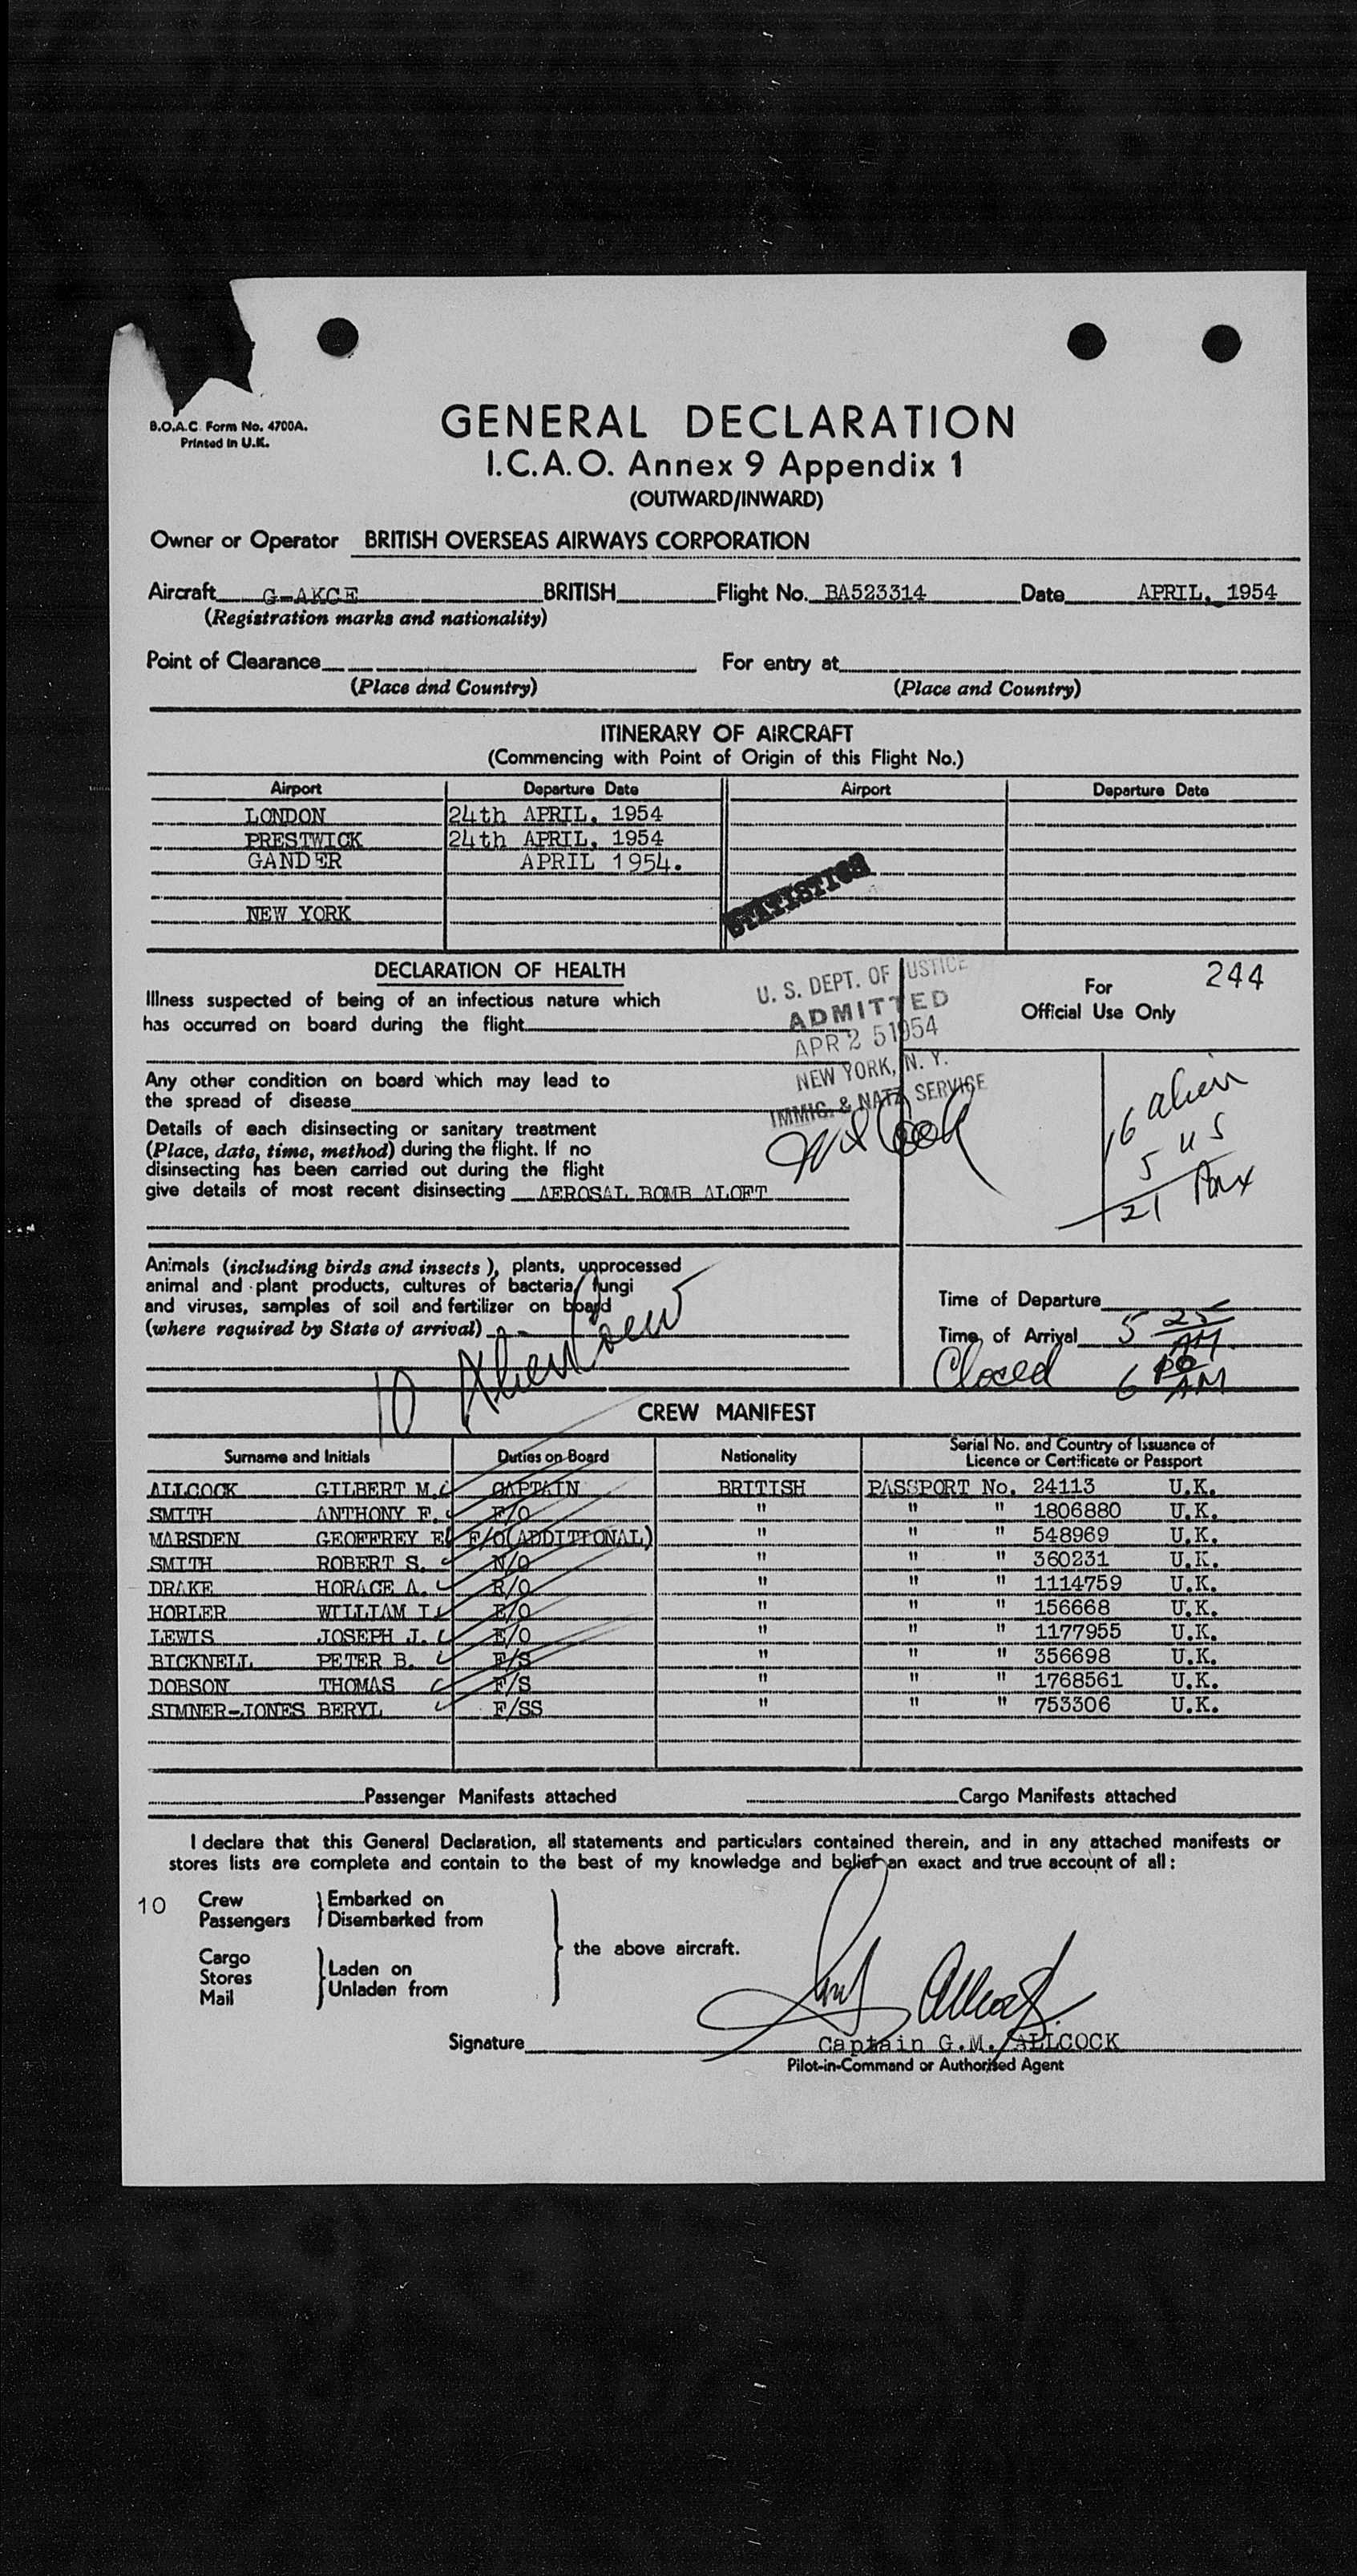 B.O.A.C. Form No. 4700A.
Printed in U.K.
GENERAL DECLARATION
I.C.A.O. Annex 9 Appendix 1
(OUTWARD/INWARD)
Owner or Operator BRITISH OVERSEAS AIRWAYS CORPORATION
Aircraft G-AKCE BRITISH Flight No. BA523314 Date APRIL, 1954
(Registration marks and nationality)
Point of Clearance For entry at
(Place and Country) (Place and Country)
ITINERARY OF AIRCRAFT
(Commencing with Point of Origin of this Flight No.)
Airport Departure Date Airport Departure Date
LONDON 24th APRIL, 1954
PRESTWICK 24th APRIL, 1954
GANDER APRIL 1954.
STATISTICS
NEW YORK
DECLARATION OF HEALTH
Illness suspected of being of an infectious nature which
has occurred on board during the flight
U. S. DEPT. OF JUSTICE
ADMITTED
APR 25 1954
NEW YORK, N. Y.
IMMIG. & NATZ. SERVICE
For 244
Official Use Only
16 alien
5 US
21 Pax
Any other condition on board which may lead to
the spread of disease
Details of each disinsecting or sanitary treatment
(Place, date, time, method) during the flight. If no
disinsecting has been carried out during the flight
give details of most recent disinsecting AEROSAL BOMB ALOFT
Animals (including birds and insects), plants, unprocessed
animal and plant products, cultures of bacteria, fungi
and viruses, samples of soil and fertilizer on board
(where required by State of arrival)
10 Alien Crew
Time of Departure
Time of Arrival 5 25 AM
Closed 6 AM
CREW MANIFEST
Surname and Initials Duties on Board Nationality Serial No. and Country of Issuance of
Licence or Certificate or Passport
ALLCOCK GILBERT M. CAPTAIN BRITISH PASSPORT No. 24113 U.K.
SMITH ANTHONY F. F/O " " " 1806880 U.K.
MARSDEN GEOFFREY E. F/O(ADDITIONAL) " " " 548969 U.K.
SMITH ROBERT S. N/O " " " 360231 U.K.
DRAKE HORACE A. R/O " " " 1114759 U.K.
HORLER WILLIAM I. E/O " " " 156668 U.K.
LEWIS JOSEPH J. E/O " " " 1177955 U.K.
BICKNELL PETER B. F/S " " " 356698 U.K.
DOBSON THOMAS F/S " " " 1768561 U.K.
SIMNER-JONES BERYL F/SS " " " 753306 U.K.
Passenger Manifests attached Cargo Manifests attached
I declare that this General Declaration, all statements and particulars contained therein, and in any attached manifests or
stores lists are complete and contain to the best of my knowledge and belief an exact and true account of all:
10 Crew Embarked on
Passengers Disembarked from
the above aircraft.
Cargo
Stores Laden on
Mail Unladen from
Signature Captain G.M. ALLCOCK
Pilot-in-Command or Authorised Agent